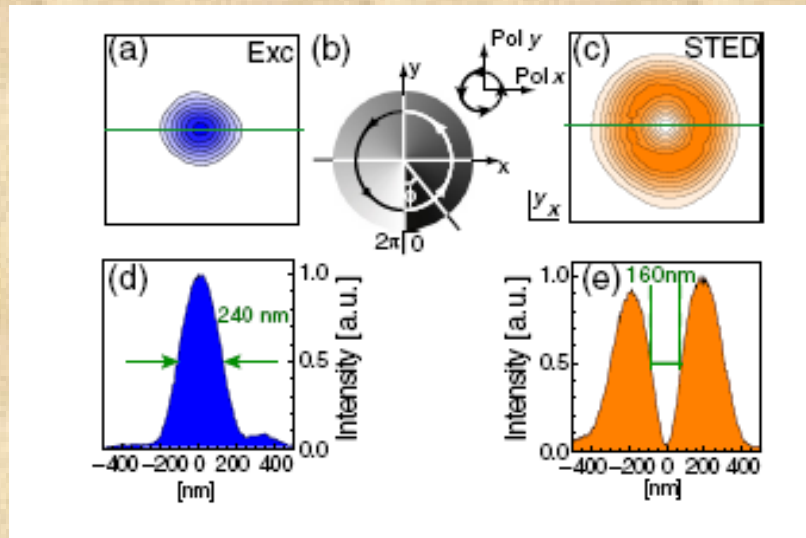 (a) Exc
(b)
Pol y
Pol x
y
x
ϕ
2π 0
(c) STED
y x
(d)
240 nm
1.0
0.5
0.0
Intensity [a.u.]
−400 −200 0 200 400
[nm]
(e)
160nm
1.0
0.5
0.0
Intensity [a.u.]
−400 −200 0 200 400
[nm]